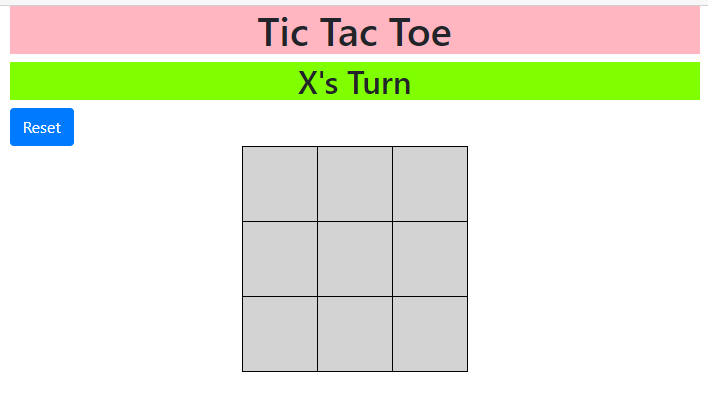 Tic Tac Toe
X's Turn
Reset